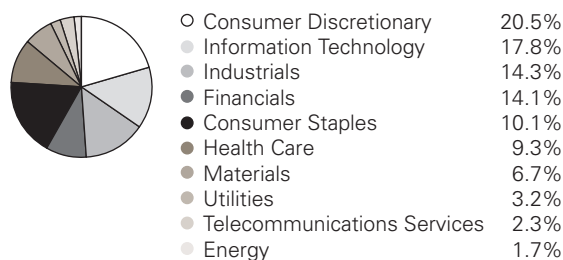 Consumer Discretionary 20.5%
Information Technology 17.8%
Industrials 14.3%
Financials 14.1%
Consumer Staples 10.1%
Health Care 9.3%
Materials 6.7%
Utilities 3.2%
Telecommunications Services 2.3%
Energy 1.7%